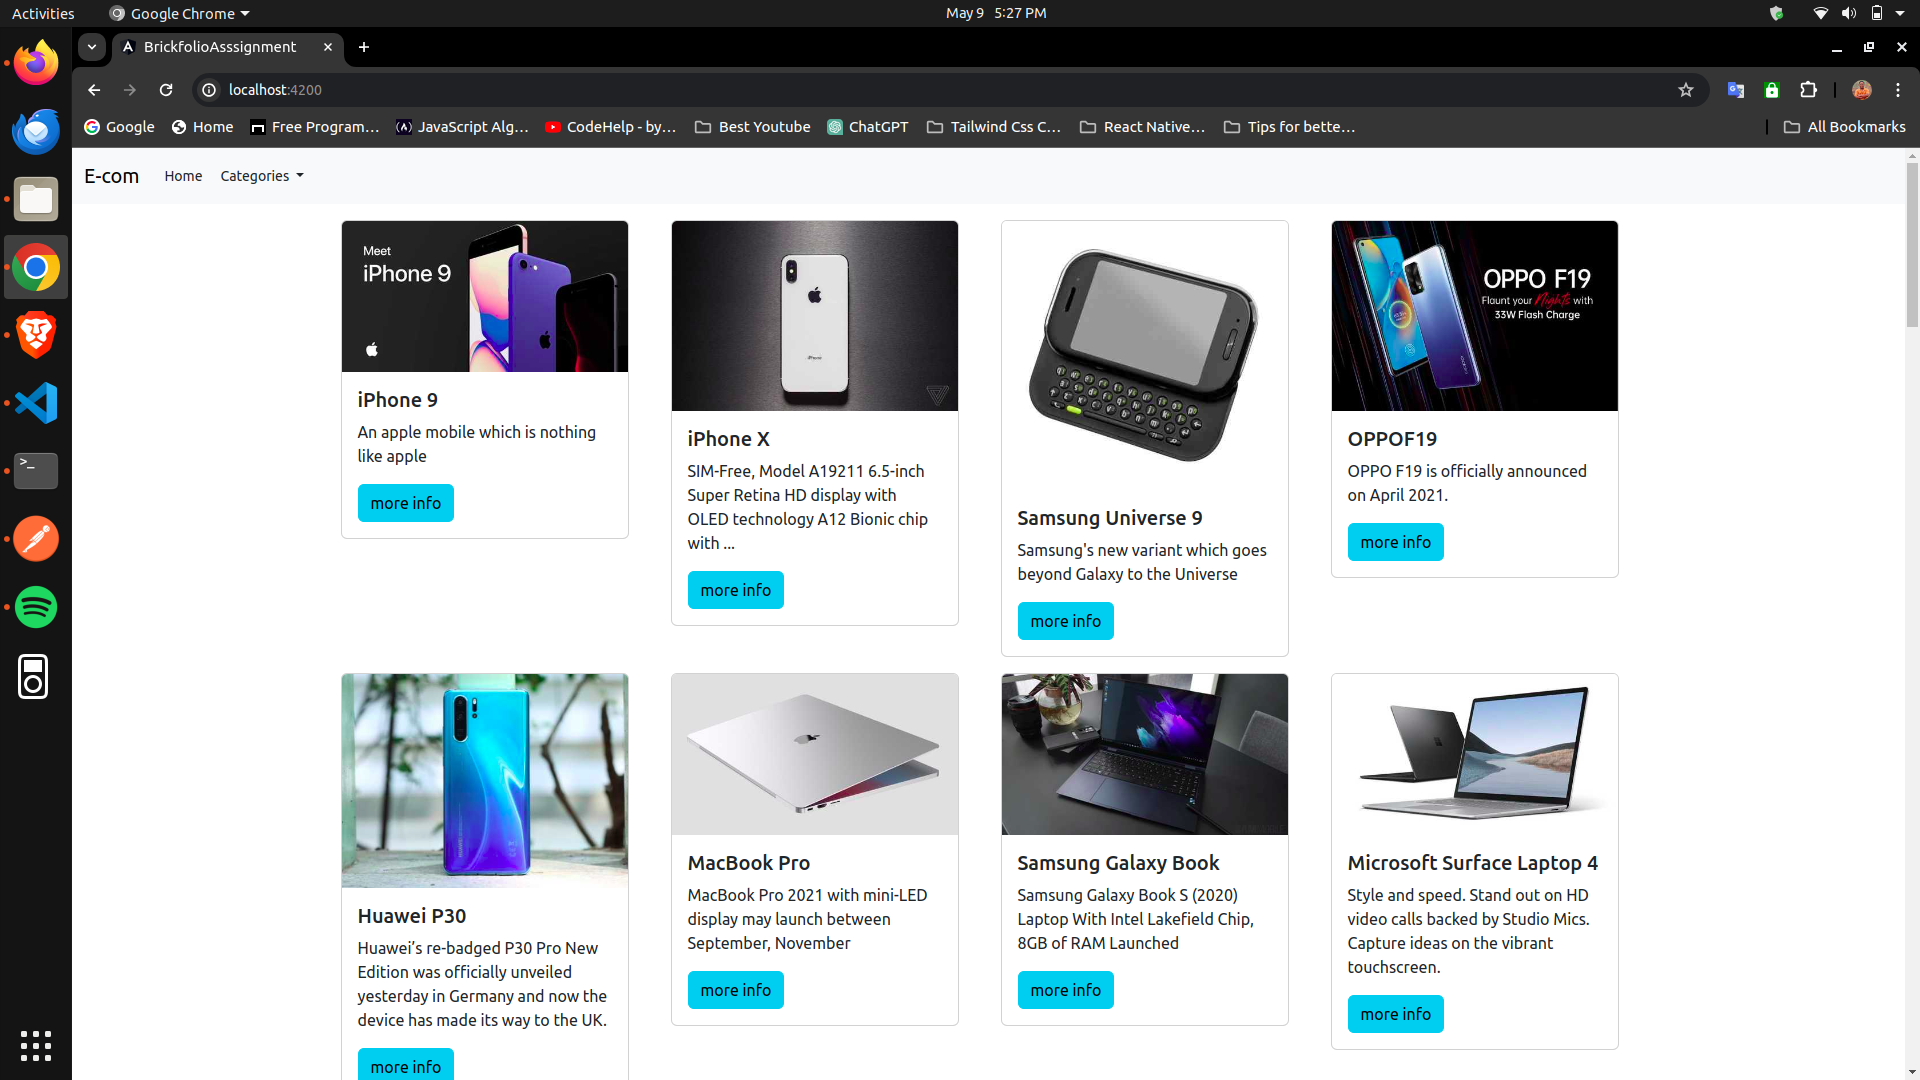 Activities
Google Chrome
May 9 5:27 PM
BrickfolioAsssignment
localhost:4200
Google
Home
Free Program...
JavaScript Alg...
CodeHelp - by...
Best Youtube
ChatGPT
Tailwind Css C...
React Native...
Tips for bette...
All Bookmarks
E-com
Home
Categories
Meet
iPhone 9
iPhone 9
An apple mobile which is nothing
like apple
more info
iPhone
iPhone X
SIM-Free, Model A19211 6.5-inch
Super Retina HD display with
OLED technology A12 Bionic chip
with ...
more info
Samsung Universe 9
Samsung's new variant which goes
beyond Galaxy to the Universe
more info
OPPO F19
Flaunt your Nights with
33W Flash Charge
OPPOF19
OPPO F19 is officially announced
on April 2021.
more info
Huawei P30
Huawei’s re-badged P30 Pro New
Edition was officially unveiled
yesterday in Germany and now the
device has made its way to the UK.
more info
MacBook Pro
MacBook Pro 2021 with mini-LED
display may launch between
September, November
more info
Samsung Galaxy Book
Samsung Galaxy Book S (2020)
Laptop With Intel Lakefield Chip,
8GB of RAM Launched
more info
Microsoft Surface Laptop 4
Style and speed. Stand out on HD
video calls backed by Studio Mics.
Capture ideas on the vibrant
touchscreen.
more info